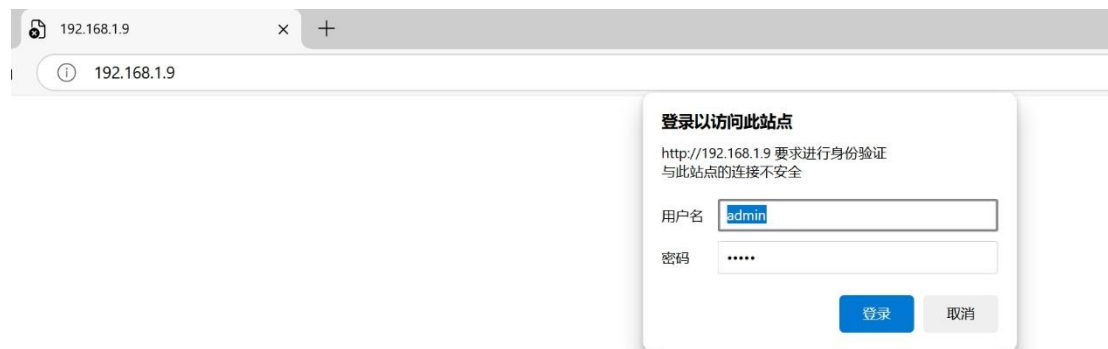 192.168.1.9
192.168.1.9
登录以访问此站点
http://192.168.1.9 要求进行身份验证
与此站点的连接不安全
用户名 admin
密码 •••••
登录 取消